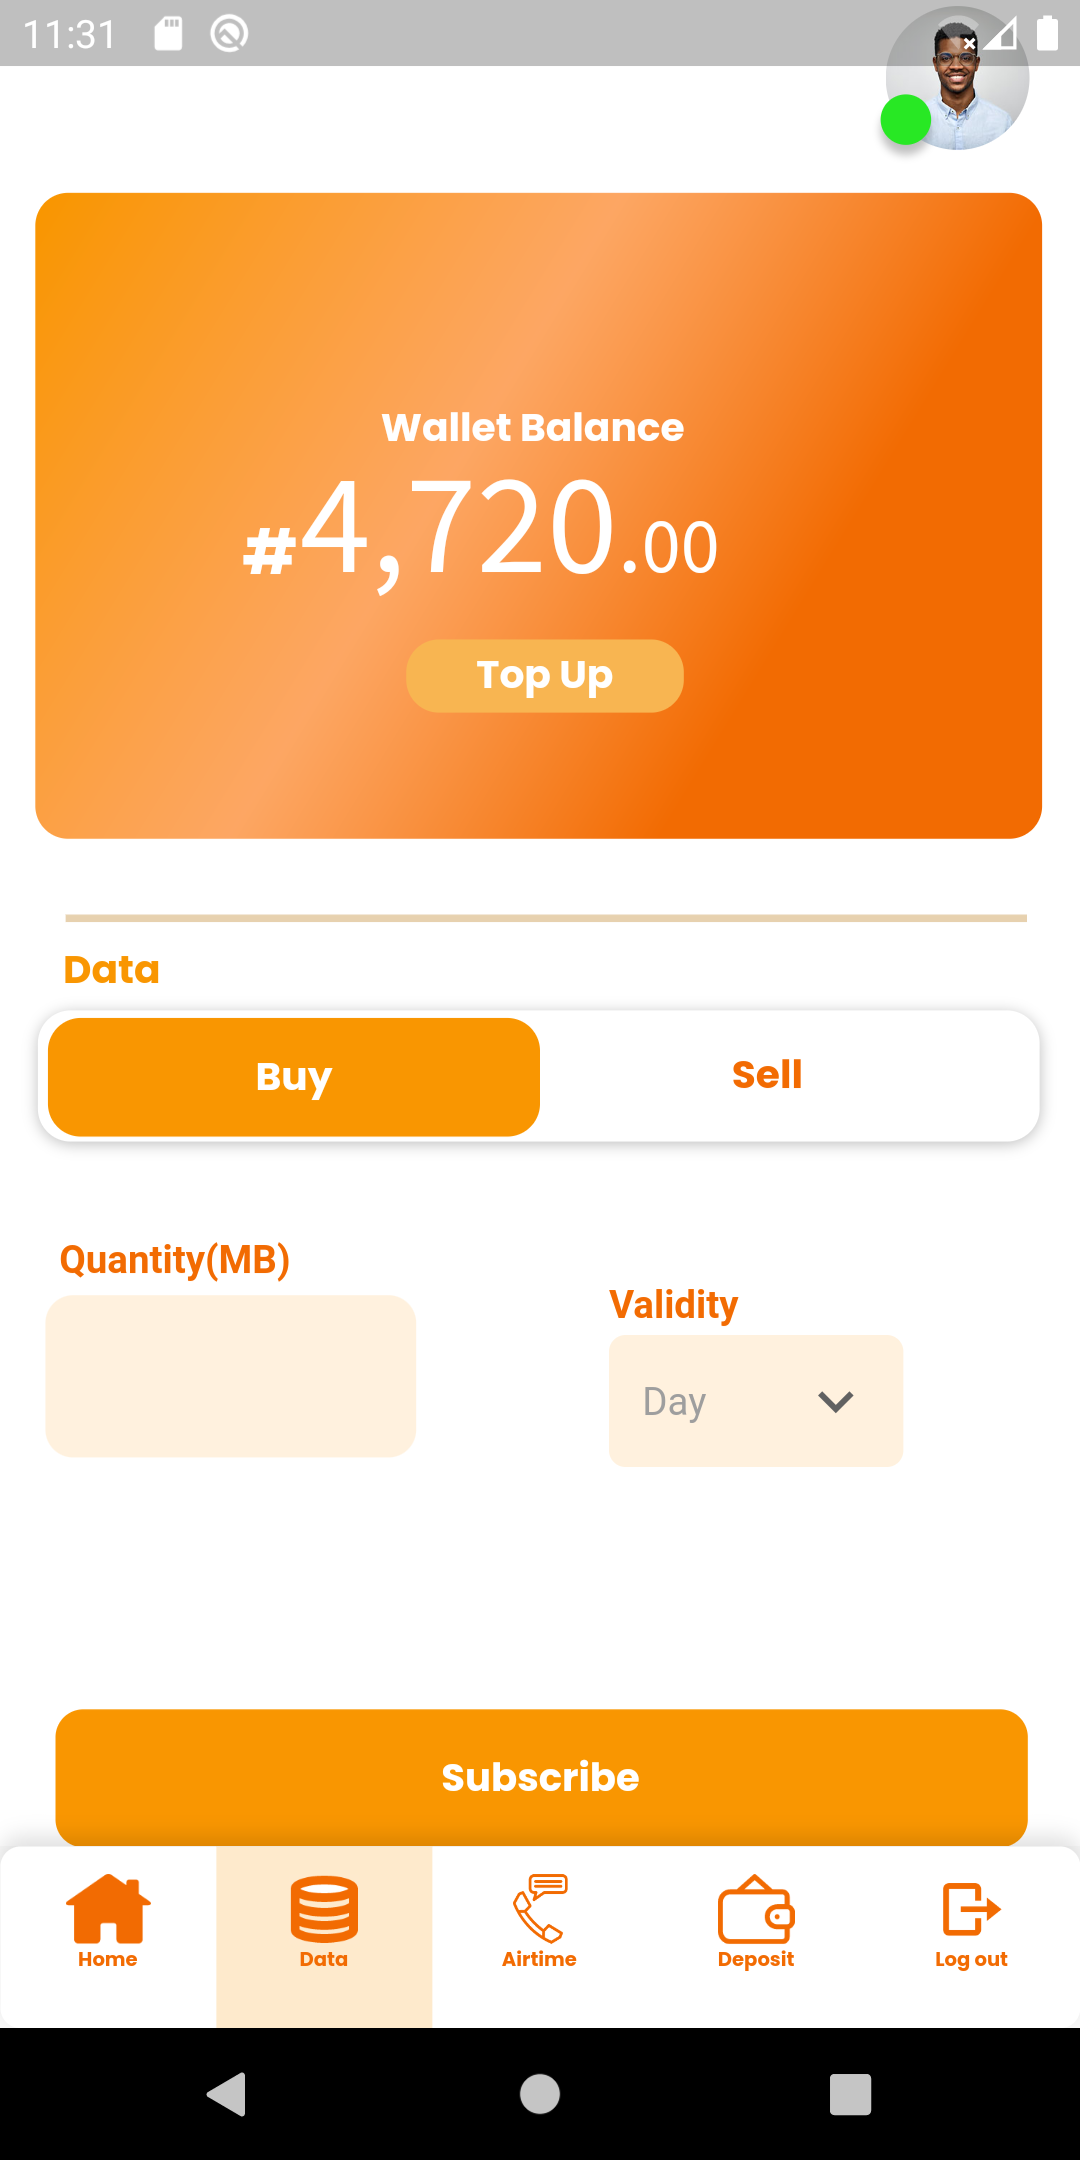 11:31
Wallet Balance
#4,720.00
Top Up
Data
Buy Sell
Quantity(MB)
Validity
Day
Subscribe
Home Data Airtime Deposit Log out